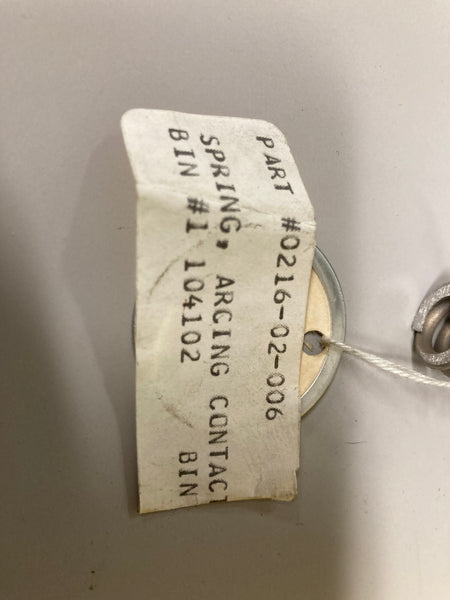 PART #0216-02-006
SPRING, ARCING CONTACT
BIN #1 104102 BIN